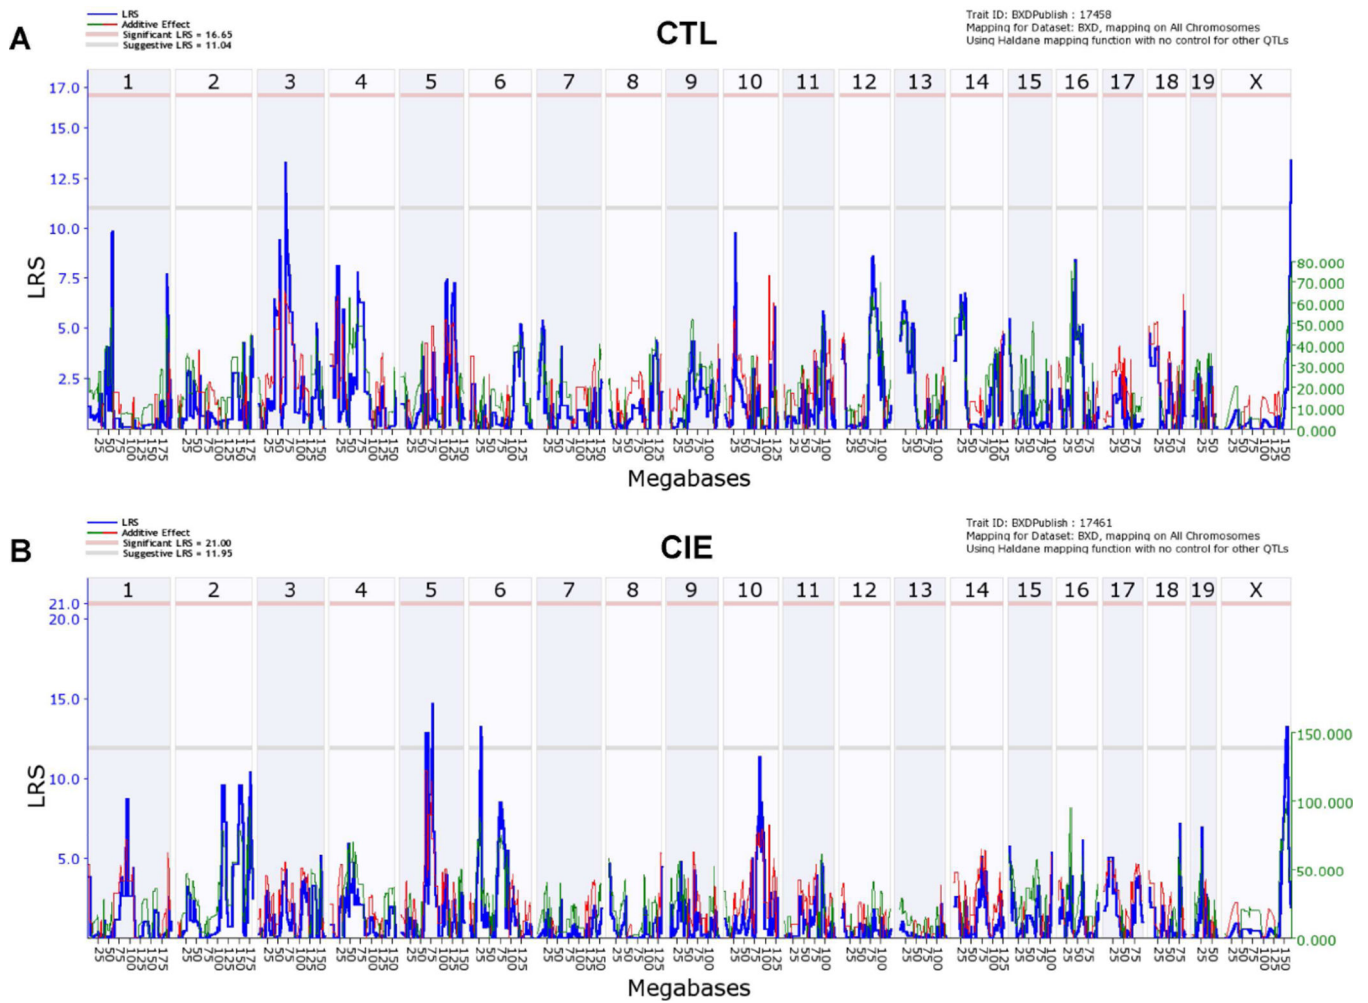 A
LRS
Additive Effect
Significant LRS = 16.65
Suggestive LRS = 11.04
CTL
Trait ID: BXDPublish : 17458
Mapping for Dataset: BXD, mapping on All Chromosomes
Using Haldane mapping function with no control for other QTLs
1 2 3 4 5 6 7 8 9 10 11 12 13 14 15 16 17 18 19 X
17.0
15.0
12.5
10.0
7.5
5.0
2.5
LRS
80.000
70.000
60.000
50.000
40.000
30.000
20.000
10.000
0.000
Megabases
B
LRS
Additive Effect
Significant LRS = 21.00
Suggestive LRS = 11.95
CIE
Trait ID: BXDPublish : 17461
Mapping for Dataset: BXD, mapping on All Chromosomes
Using Haldane mapping function with no control for other QTLs
1 2 3 4 5 6 7 8 9 10 11 12 13 14 15 16 17 18 19 X
21.0
20.0
15.0
10.0
5.0
LRS
150.000
100.000
50.000
0.000
Megabases